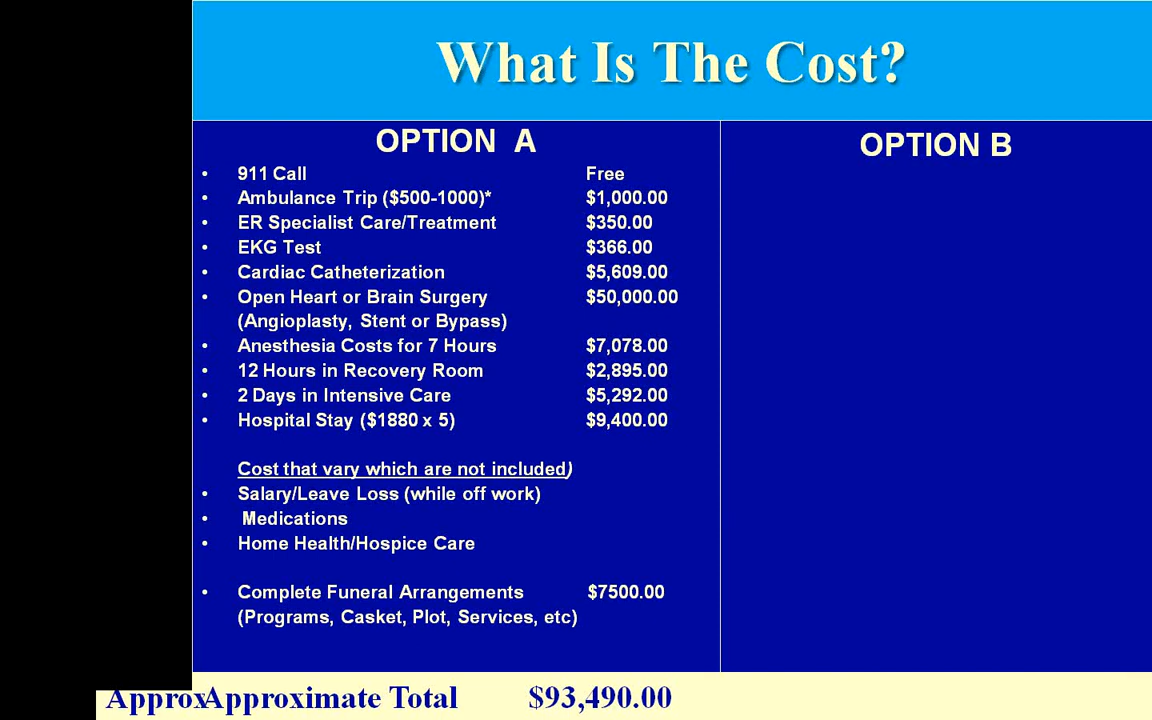 What Is The Cost?
OPTION A
• 911 Call Free
• Ambulance Trip ($500-1000)* $1,000.00
• ER Specialist Care/Treatment $350.00
• EKG Test $366.00
• Cardiac Catheterization $5,609.00
• Open Heart or Brain Surgery $50,000.00
(Angioplasty, Stent or Bypass)
• Anesthesia Costs for 7 Hours $7,078.00
• 12 Hours in Recovery Room $2,895.00
• 2 Days in Intensive Care $5,292.00
• Hospital Stay ($1880 x 5) $9,400.00
Cost that vary which are not included)
• Salary/Leave Loss (while off work)
• Medications
• Home Health/Hospice Care
• Complete Funeral Arrangements $7500.00
(Programs, Casket, Plot, Services, etc)
OPTION B
Approx Approximate Total $93,490.00